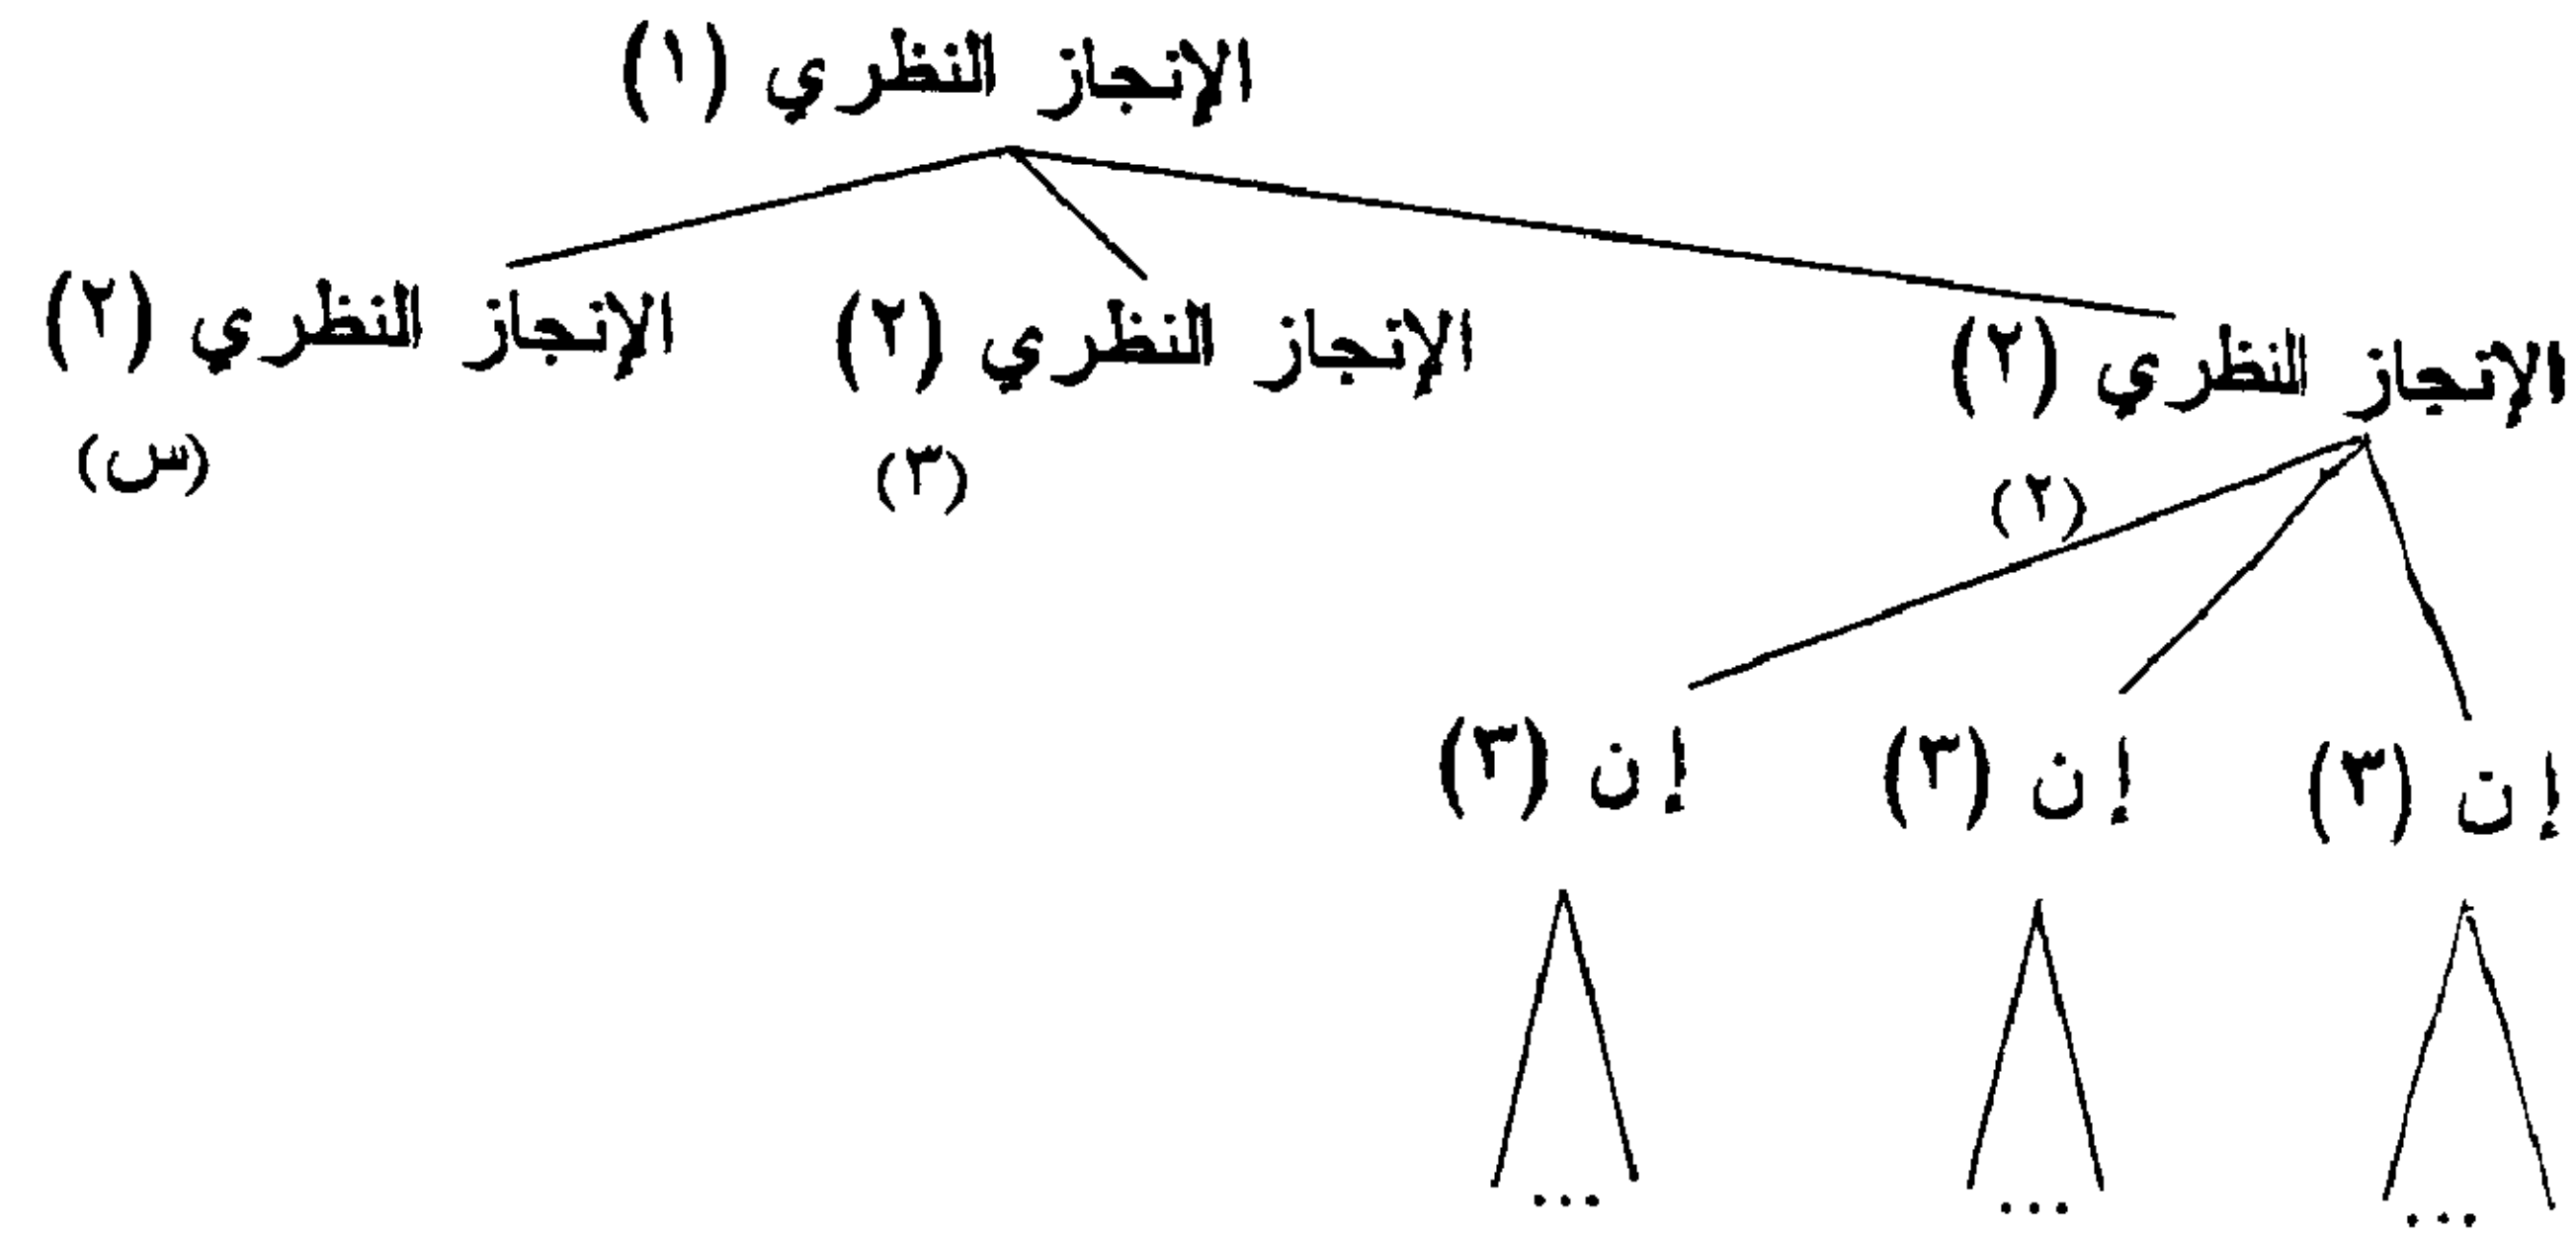 الإنجاز النظري (١)
الإنجاز النظري (٢) الإنجاز النظري (٢) الإنجاز النظري (٢)
(٢) (٣) (س)
إن (٣) إن (٣) إن (٣)
... ... ...